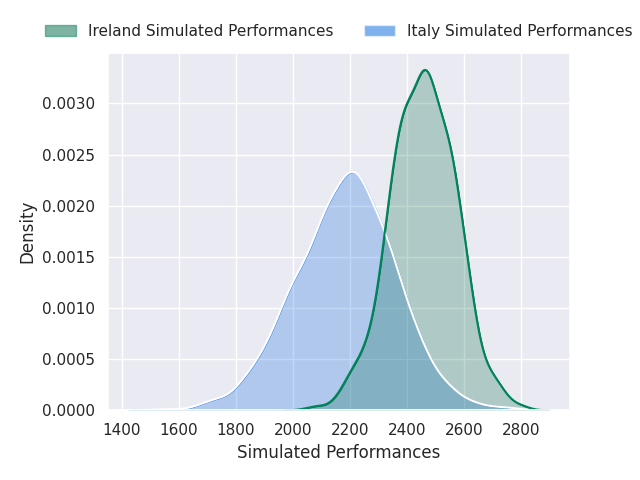 Ireland Simulated Performances
Italy Simulated Performances
0.0030
0.0025
0.0020
0.0015
0.0010
0.0005
0.0000
Density
1400 1600 1800 2000 2200 2400 2600 2800
Simulated Performances